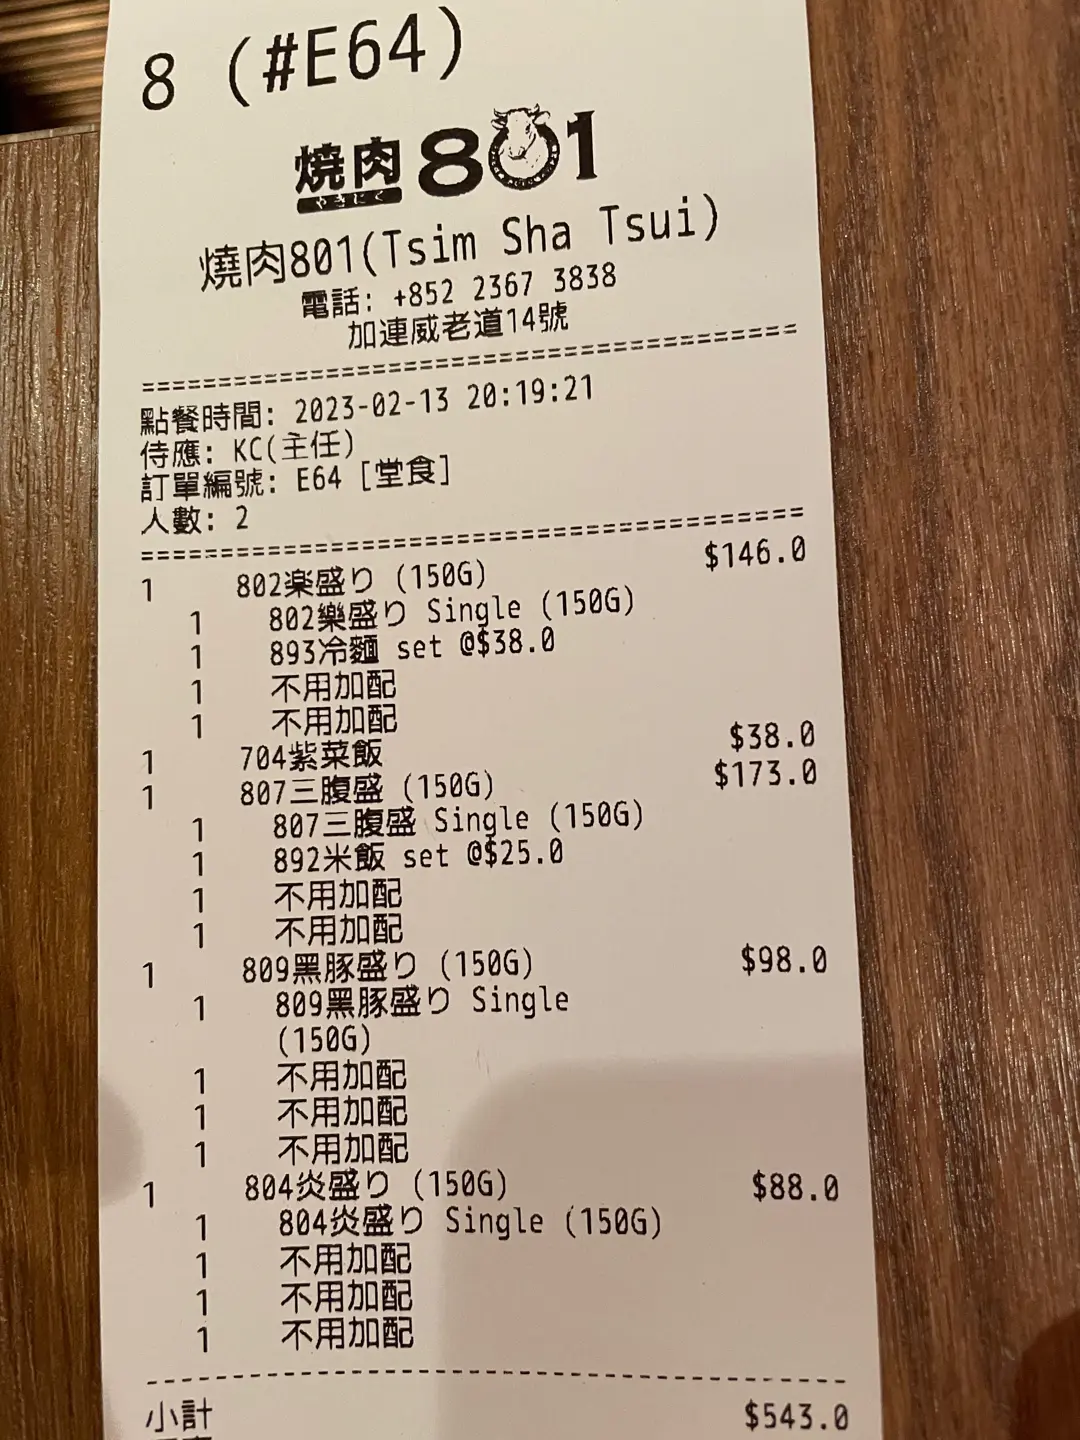 8 (#E64)
燒肉801
やきにく
燒肉801(Tsim Sha Tsui)
電話: +852 2367 3838
加連威老道14號
========================================
點餐時間: 2023-02-13 20:19:21
侍應: KC(主任)
訂單編號: E64 [堂食]
人數: 2
========================================
1 802楽盛り (150G) $146.0
1 802樂盛り Single (150G)
1 893冷麵 set @$38.0
1 不用加配
1 不用加配
1 704紫菜飯 $38.0
1 807三腹盛 (150G) $173.0
1 807三腹盛 Single (150G)
1 892米飯 set @$25.0
1 不用加配
1 不用加配
1 809黑豚盛り (150G) $98.0
1 809黑豚盛り Single
(150G)
1 不用加配
1 不用加配
1 不用加配
1 804炎盛り (150G) $88.0
1 804炎盛り Single (150G)
1 不用加配
1 不用加配
1 不用加配
----------------------------------------
小計 $543.0